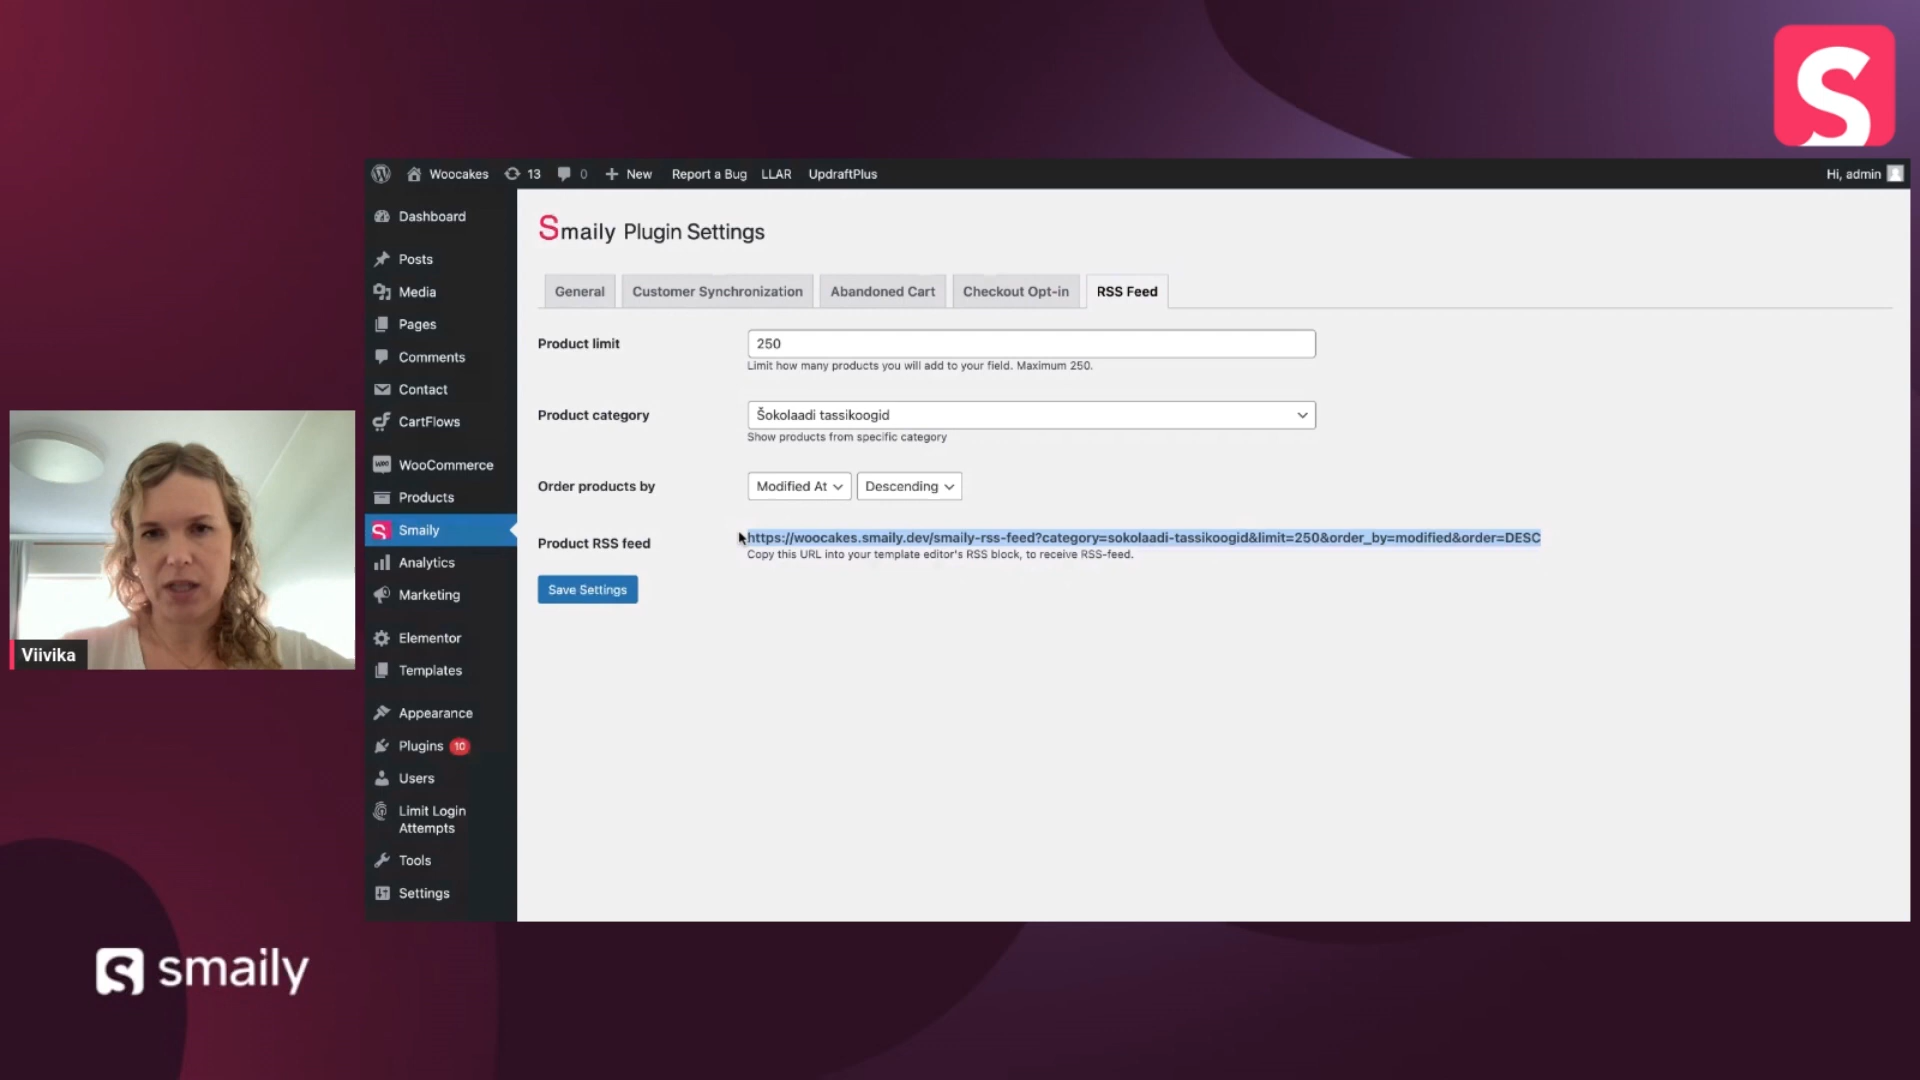 Woocakes
13
0
New
Report a Bug
LLAR
UpdraftPlus
Hi, admin
Dashboard
Posts
Media
Pages
Comments
Contact
CartFlows
WooCommerce
Products
Smaily
Analytics
Marketing
Elementor
Templates
Appearance
Plugins 10
Users
Limit Login
Attempts
Tools
Settings
Smaily Plugin Settings
General
Customer Synchronization
Abandoned Cart
Checkout Opt-in
RSS Feed
Product limit
250
Limit how many products you will add to your field. Maximum 250.
Product category
Šokolaadi tassikoogid
Show products from specific category
Order products by
Modified At
Descending
Product RSS feed
https://woocakes.smaily.dev/smaily-rss-feed?category=sokolaadi-tassikoogid&limit=250&order_by=modified&order=DESC
Copy this URL into your template editor's RSS block, to receive RSS-feed.
Save Settings
Viivika
smaily